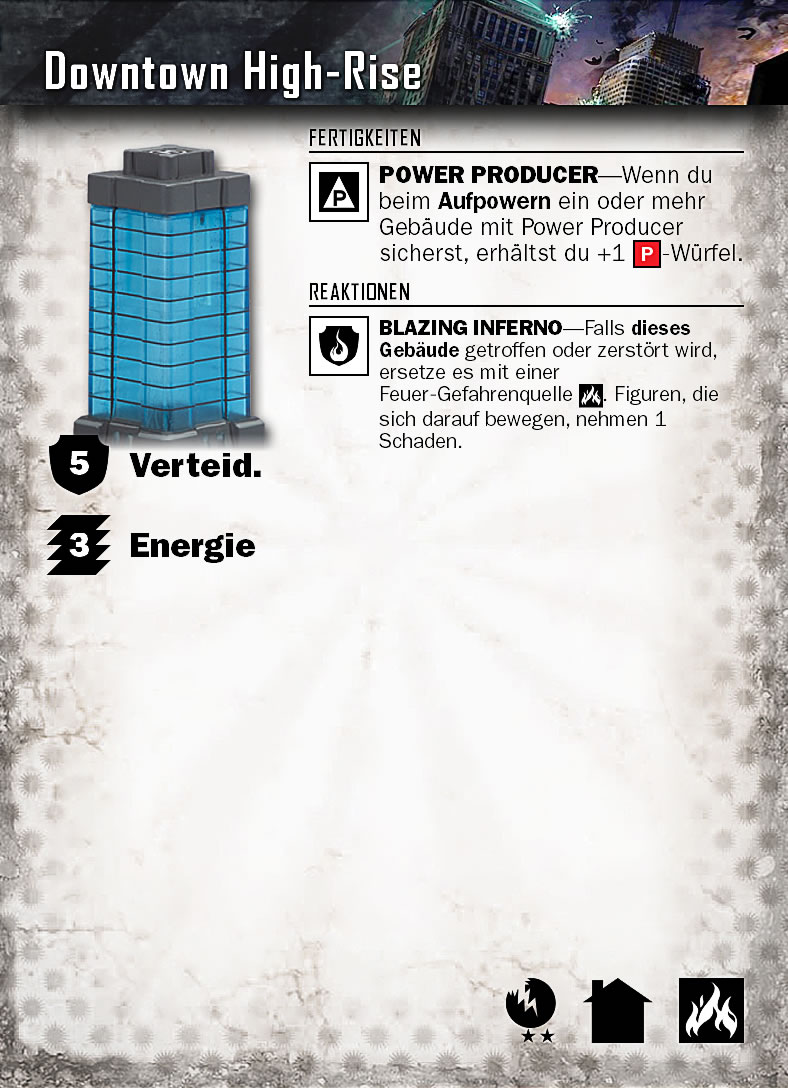 Downtown High-Rise
FERTIGKEITEN
P
POWER PRODUCER—Wenn du
beim Aufpowern ein oder mehr
Gebäude mit Power Producer
sicherst, erhältst du +1 P-Würfel.
REAKTIONEN
BLAZING INFERNO—Falls dieses
Gebäude getroffen oder zerstört wird,
ersetze es mit einer
Feuer-Gefahrenquelle . Figuren, die
sich darauf bewegen, nehmen 1
Schaden.
5 Verteid.
3 Energie